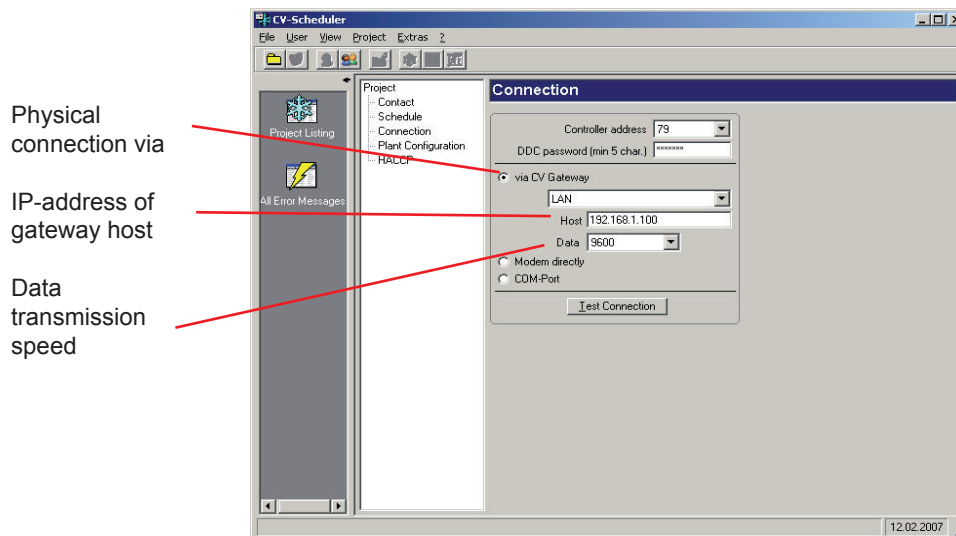 CV-Scheduler
File User View Project Extras ?
Physical
connection via
IP-address of
gateway host
Data
transmission
speed
Project Listing
All Error Messages
Project
Contact
Schedule
Connection
Plant Configuration
HACCP
Connection
Controller address 79
DDC password (min 5 char.) *******
via CV Gateway
LAN
Host 192.168.1.100
Data 9600
Modem directly
COM-Port
Test Connection
12.02.2007